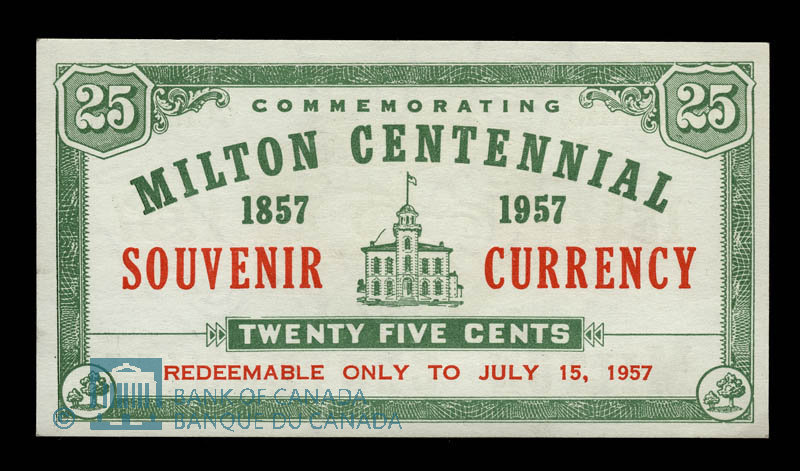 25 25
COMMEMORATING
MILTON CENTENNIAL
1857 1957
SOUVENIR CURRENCY
TWENTY FIVE CENTS
REDEEMABLE ONLY TO JULY 15, 1957
© BANK OF CANADA
BANQUE DU CANADA